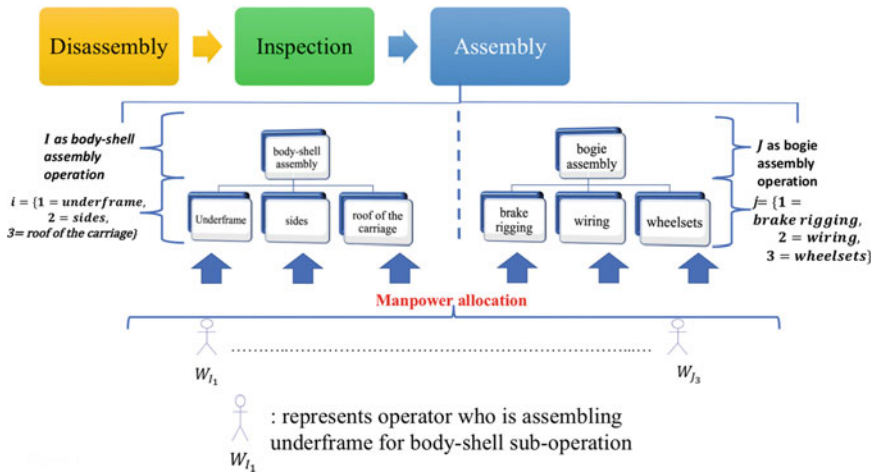 Disassembly
Inspection
Assembly
I as body-shell
assembly
operation
body-shell
assembly
bogie
assembly
J as bogie
assembly
operation
i = {1 = underframe,
2 = sides,
3= roof of the carriage)
Underframe
sides
roof of the
carriage
brake
rigging
wiring
wheelsets
j= {1 =
brake rigging,
2 = wiring,
3 = wheelsets}
Manpower allocation
W_{I_1}
W_{J_3}
: represents operator who is assembling
underframe for body-shell sub-operation
W_{I_1}